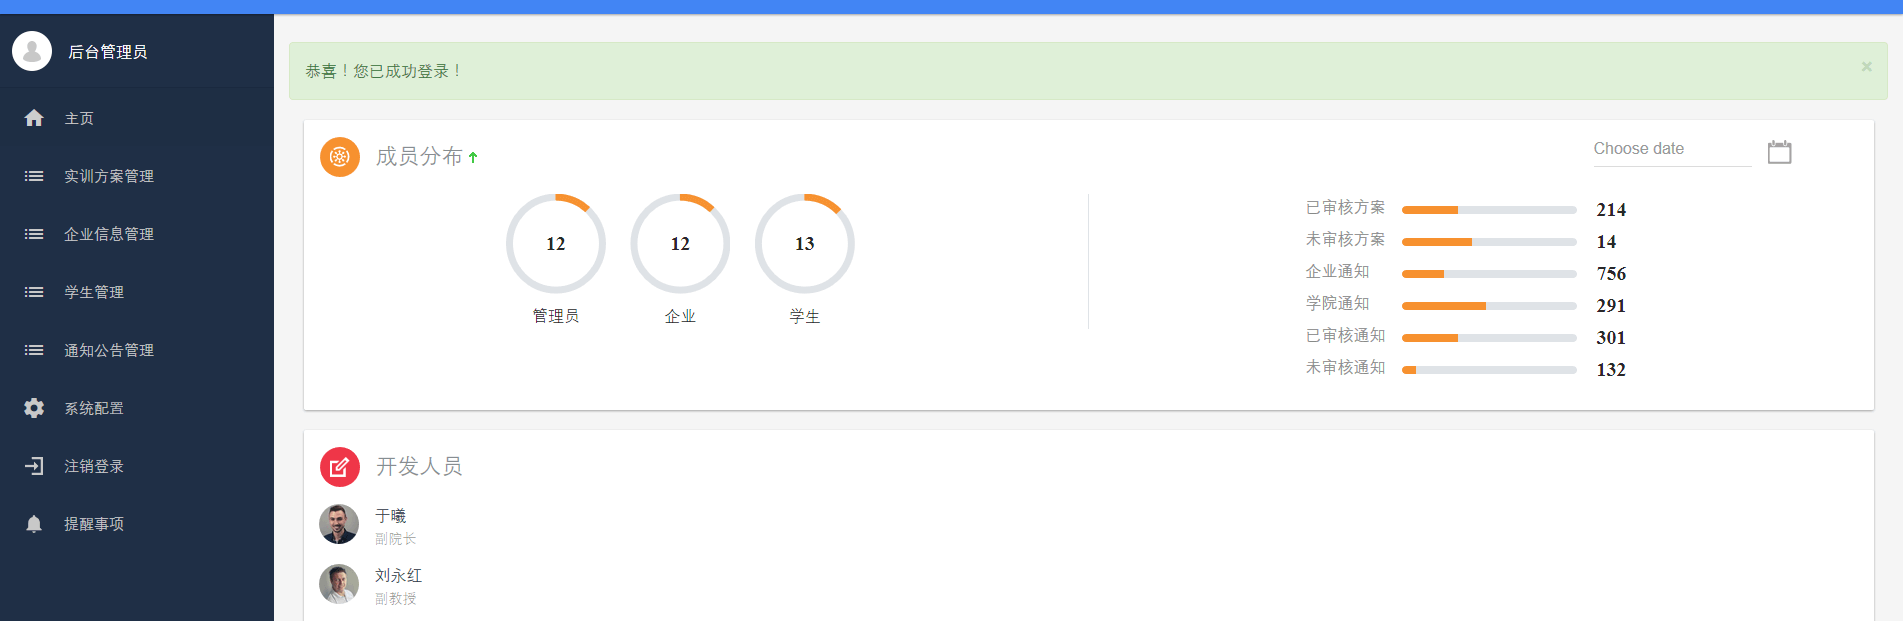 后台管理员
主页
实训方案管理
企业信息管理
学生管理
通知公告管理
系统配置
注销登录
提醒事项
恭喜！您已成功登录！
×
成员分布
Choose date
12
12
13
管理员
企业
学生
已审核方案 214
未审核方案 14
企业通知 756
学院通知 291
已审核通知 301
未审核通知 132
开发人员
于曦
副院长
刘永红
副教授